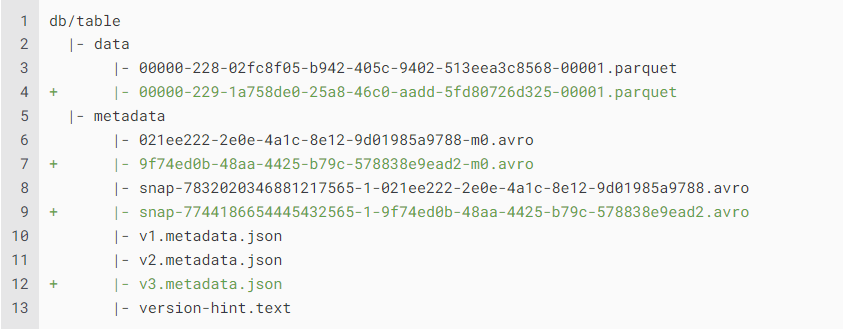 1 db/table
2 |- data
3 |- 00000-228-02fc8f05-b942-405c-9402-513eea3c8568-00001.parquet
4 + |- 00000-229-1a758de0-25a8-46c0-aadd-5fd80726d325-00001.parquet
5 |- metadata
6 |- 021ee222-2e0e-4a1c-8e12-9d01985a9788-m0.avro
7 + |- 9f74ed0b-48aa-4425-b79c-578838e9ead2-m0.avro
8 |- snap-7832020346881217565-1-021ee222-2e0e-4a1c-8e12-9d01985a9788.avro
9 + |- snap-7744186654445432565-1-9f74ed0b-48aa-4425-b79c-578838e9ead2.avro
10 |- v1.metadata.json
11 |- v2.metadata.json
12 + |- v3.metadata.json
13 |- version-hint.text